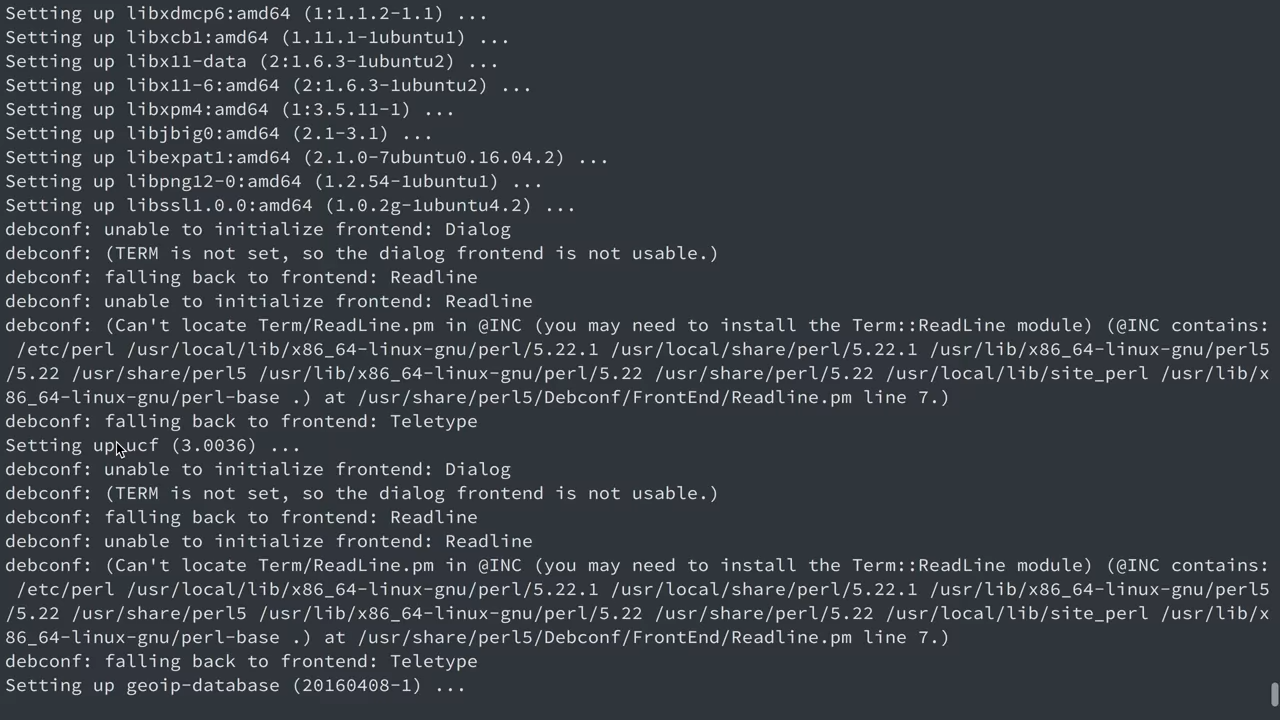 Setting up libxdmcp6:amd64 (1:1.1.2-1.1) ...
Setting up libxcb1:amd64 (1.11.1-1ubuntu1) ...
Setting up libx11-data (2:1.6.3-1ubuntu2) ...
Setting up libx11-6:amd64 (2:1.6.3-1ubuntu2) ...
Setting up libxpm4:amd64 (1:3.5.11-1) ...
Setting up libjbig0:amd64 (2.1-3.1) ...
Setting up libexpat1:amd64 (2.1.0-7ubuntu0.16.04.2) ...
Setting up libpng12-0:amd64 (1.2.54-1ubuntu1) ...
Setting up libssl1.0.0:amd64 (1.0.2g-1ubuntu4.2) ...
debconf: unable to initialize frontend: Dialog
debconf: (TERM is not set, so the dialog frontend is not usable.)
debconf: falling back to frontend: Readline
debconf: unable to initialize frontend: Readline
debconf: (Can't locate Term/ReadLine.pm in @INC (you may need to install the Term::ReadLine module) (@INC contains:
 /etc/perl /usr/local/lib/x86_64-linux-gnu/perl/5.22.1 /usr/local/share/perl/5.22.1 /usr/lib/x86_64-linux-gnu/perl5
/5.22 /usr/share/perl5 /usr/lib/x86_64-linux-gnu/perl/5.22 /usr/share/perl/5.22 /usr/local/lib/site_perl /usr/lib/x
86_64-linux-gnu/perl-base .) at /usr/share/perl5/Debconf/FrontEnd/Readline.pm line 7.)
debconf: falling back to frontend: Teletype
Setting up ucf (3.0036) ...
debconf: unable to initialize frontend: Dialog
debconf: (TERM is not set, so the dialog frontend is not usable.)
debconf: falling back to frontend: Readline
debconf: unable to initialize frontend: Readline
debconf: (Can't locate Term/ReadLine.pm in @INC (you may need to install the Term::ReadLine module) (@INC contains:
 /etc/perl /usr/local/lib/x86_64-linux-gnu/perl/5.22.1 /usr/local/share/perl/5.22.1 /usr/lib/x86_64-linux-gnu/perl5
/5.22 /usr/share/perl5 /usr/lib/x86_64-linux-gnu/perl/5.22 /usr/share/perl/5.22 /usr/local/lib/site_perl /usr/lib/x
86_64-linux-gnu/perl-base .) at /usr/share/perl5/Debconf/FrontEnd/Readline.pm line 7.)
debconf: falling back to frontend: Teletype
Setting up geoip-database (20160408-1) ...